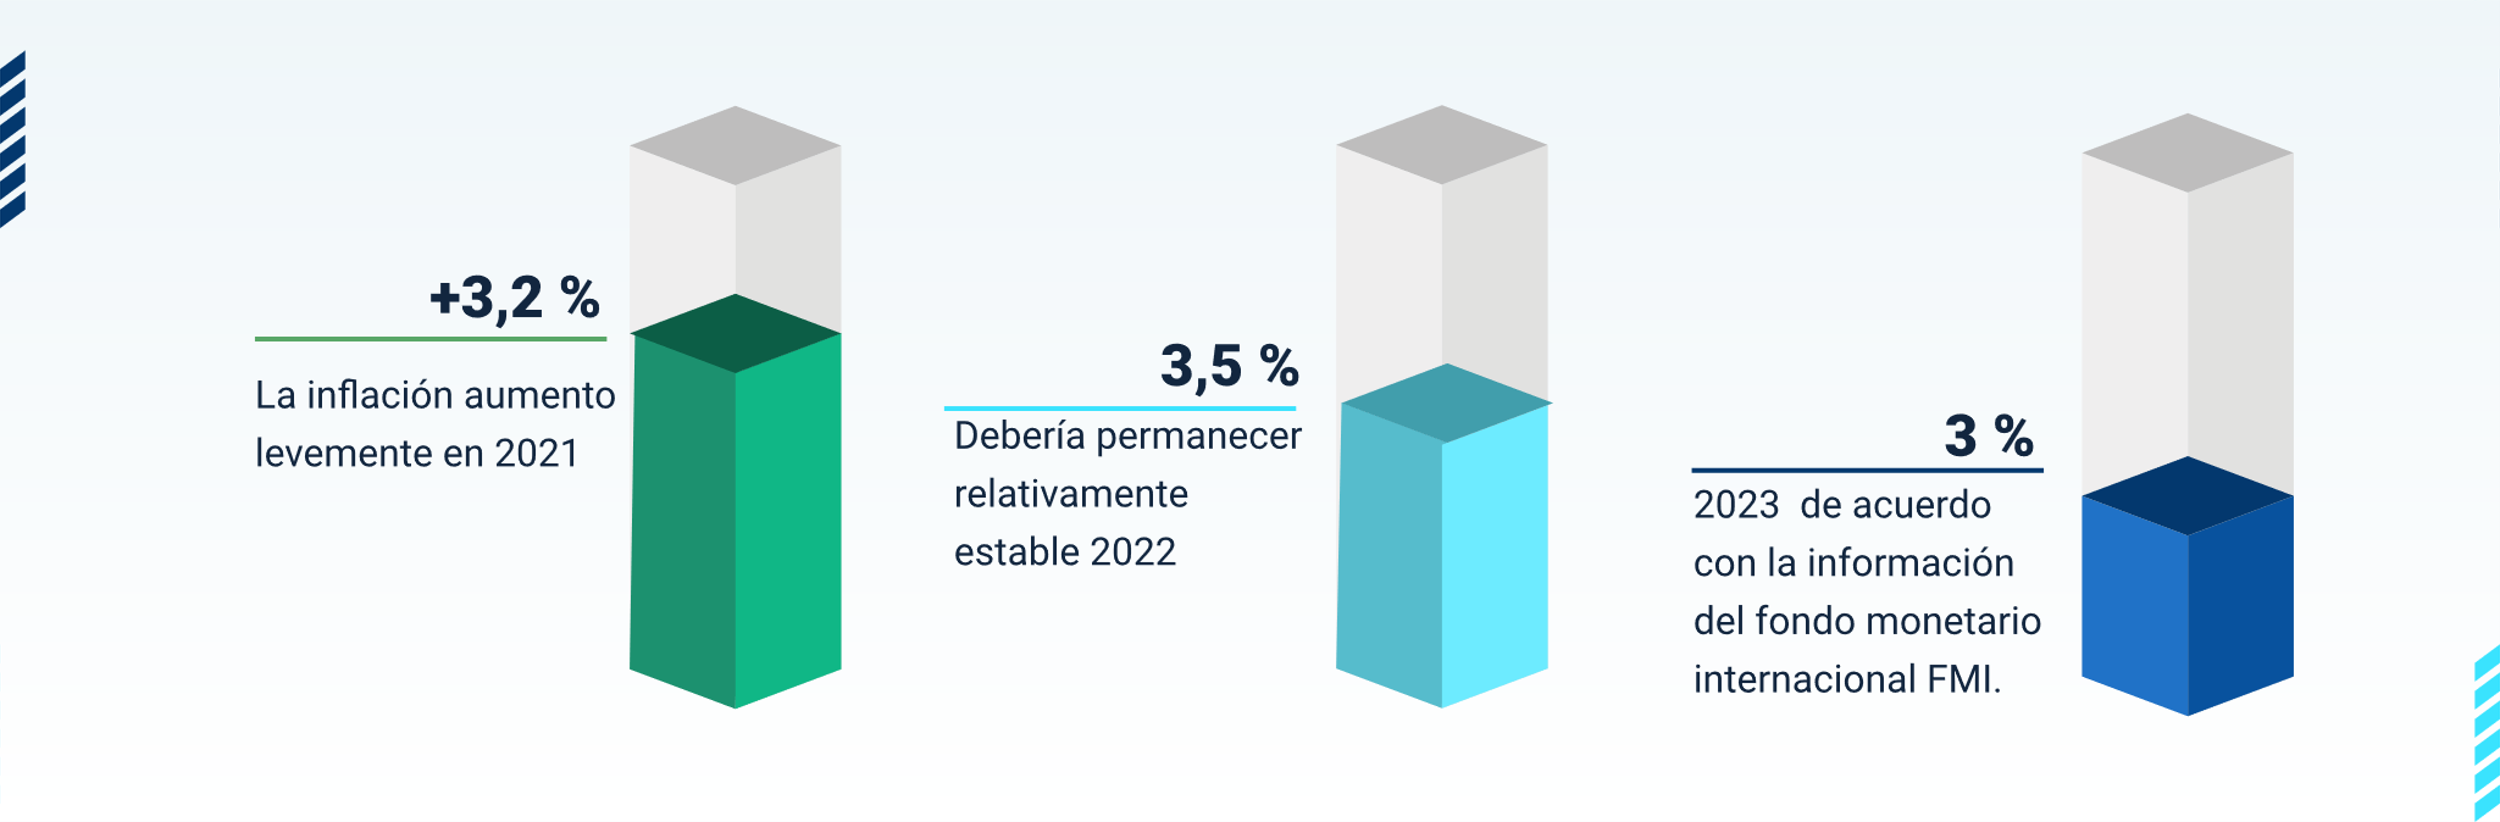 +3,2 %
La inflación aumento
levemente en 2021
3,5 %
Debería permanecer
relativamente
estable 2022
3 %
2023  de acuerdo
con la información
del fondo monetario
internacional FMI.